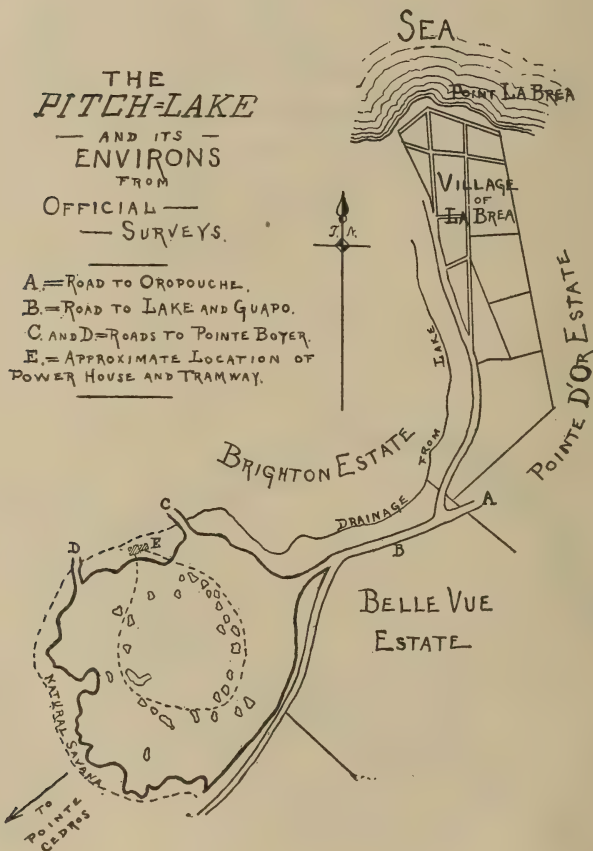 THE
PITCH=LAKE
— AND ITS —
ENVIRONS
FROM
OFFICIAL —
— SURVEYS.
A.=ROAD TO OROPOUCHE.
B.=ROAD TO LAKE AND GUAPO.
C. AND D=ROADS TO POINTE BOYER.
E.=APPROXIMATE LOCATION OF
POWER HOUSE AND TRAMWAY.
SEA
POINT LA BREA
VILLAGE
OF
LA BREA
T. N.
POINTE D'OR ESTATE
BRIGHTON ESTATE
DRAINAGE FROM LAKE
A
B
C
D
E
BELLE VUE
ESTATE
NATURAL SAVANA
TO
POINTE
CEDROS